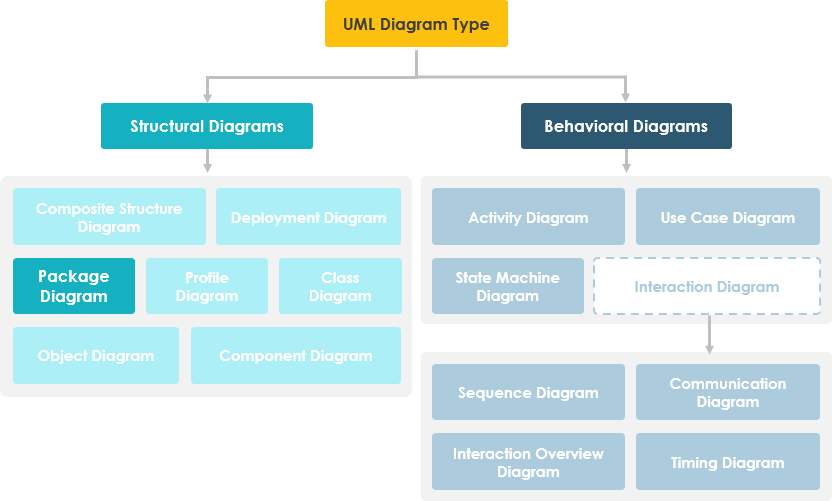 UML Diagram Type
Structural Diagrams
Behavioral Diagrams
Composite Structure
Diagram
Deployment Diagram
Package
Diagram
Profile
Diagram
Class
Diagram
Object Diagram
Component Diagram
Activity Diagram
Use Case Diagram
State Machine
Diagram
Interaction Diagram
Sequence Diagram
Communication
Diagram
Interaction Overview
Diagram
Timing Diagram